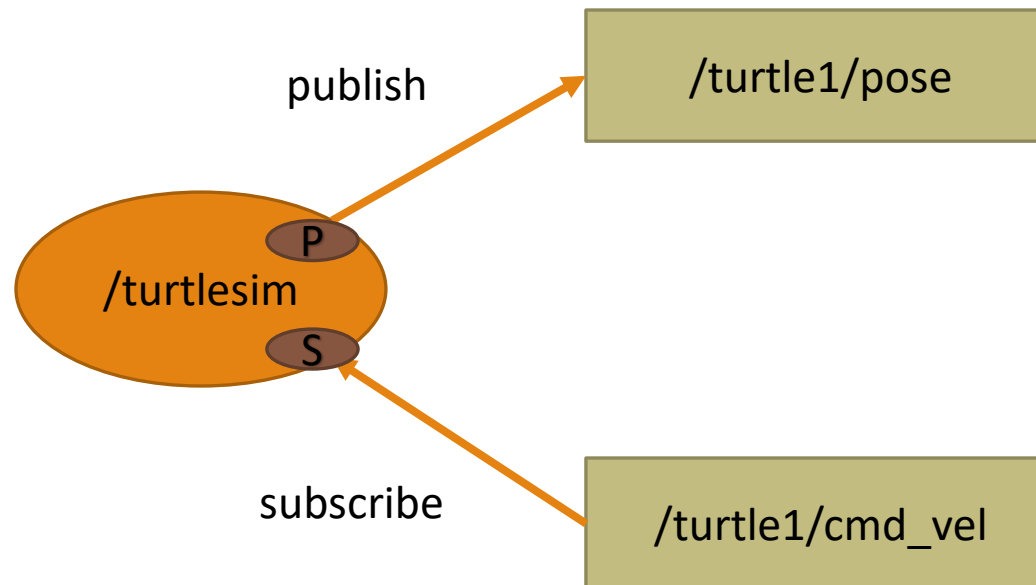 publish
/turtle1/pose
P
/turtlesim
S
subscribe
/turtle1/cmd_vel